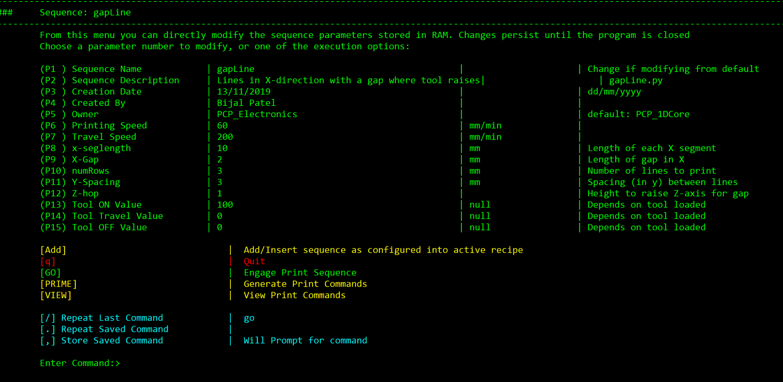 ### Sequence: gapLine
From this menu you can directly modify the sequence parameters stored in RAM. Changes persist until the program is closed
Choose a parameter number to modify, or one of the execution options:
(P1 ) Sequence Name | gapLine | | Change if modifying from default
(P2 ) Sequence Description | Lines in X-direction with a gap where tool raises| | gapLine.py
(P3 ) Creation Date | 13/11/2019 | | dd/mm/yyyy
(P4 ) Created By | Bijal Patel | |
(P5 ) Owner | PCP_Electronics | | default: PCP_1DCore
(P6 ) Printing Speed | 60 | mm/min |
(P7 ) Travel Speed | 200 | mm/min |
(P8 ) x-seglength | 10 | mm | Length of each X segment
(P9 ) X-Gap | 2 | mm | Length of gap in X
(P10) numRows | 3 | mm | Number of lines to print
(P11) Y-Spacing | 3 | mm | Spacing (in y) between lines
(P12) Z-hop | 1 | | Height to raise Z-axis for gap
(P13) Tool ON Value | 100 | null | Depends on tool loaded
(P14) Tool Travel Value | 0 | null | Depends on tool loaded
(P15) Tool OFF Value | 0 | null | Depends on tool loaded
[Add] | Add/Insert sequence as configured into active recipe
[q] | Quit
[GO] | Engage Print Sequence
[PRIME] | Generate Print Commands
[VIEW] | View Print Commands
[/] Repeat Last Command | go
[.] Repeat Saved Command |
[,] Store Saved Command | Will Prompt for command
Enter Command:>